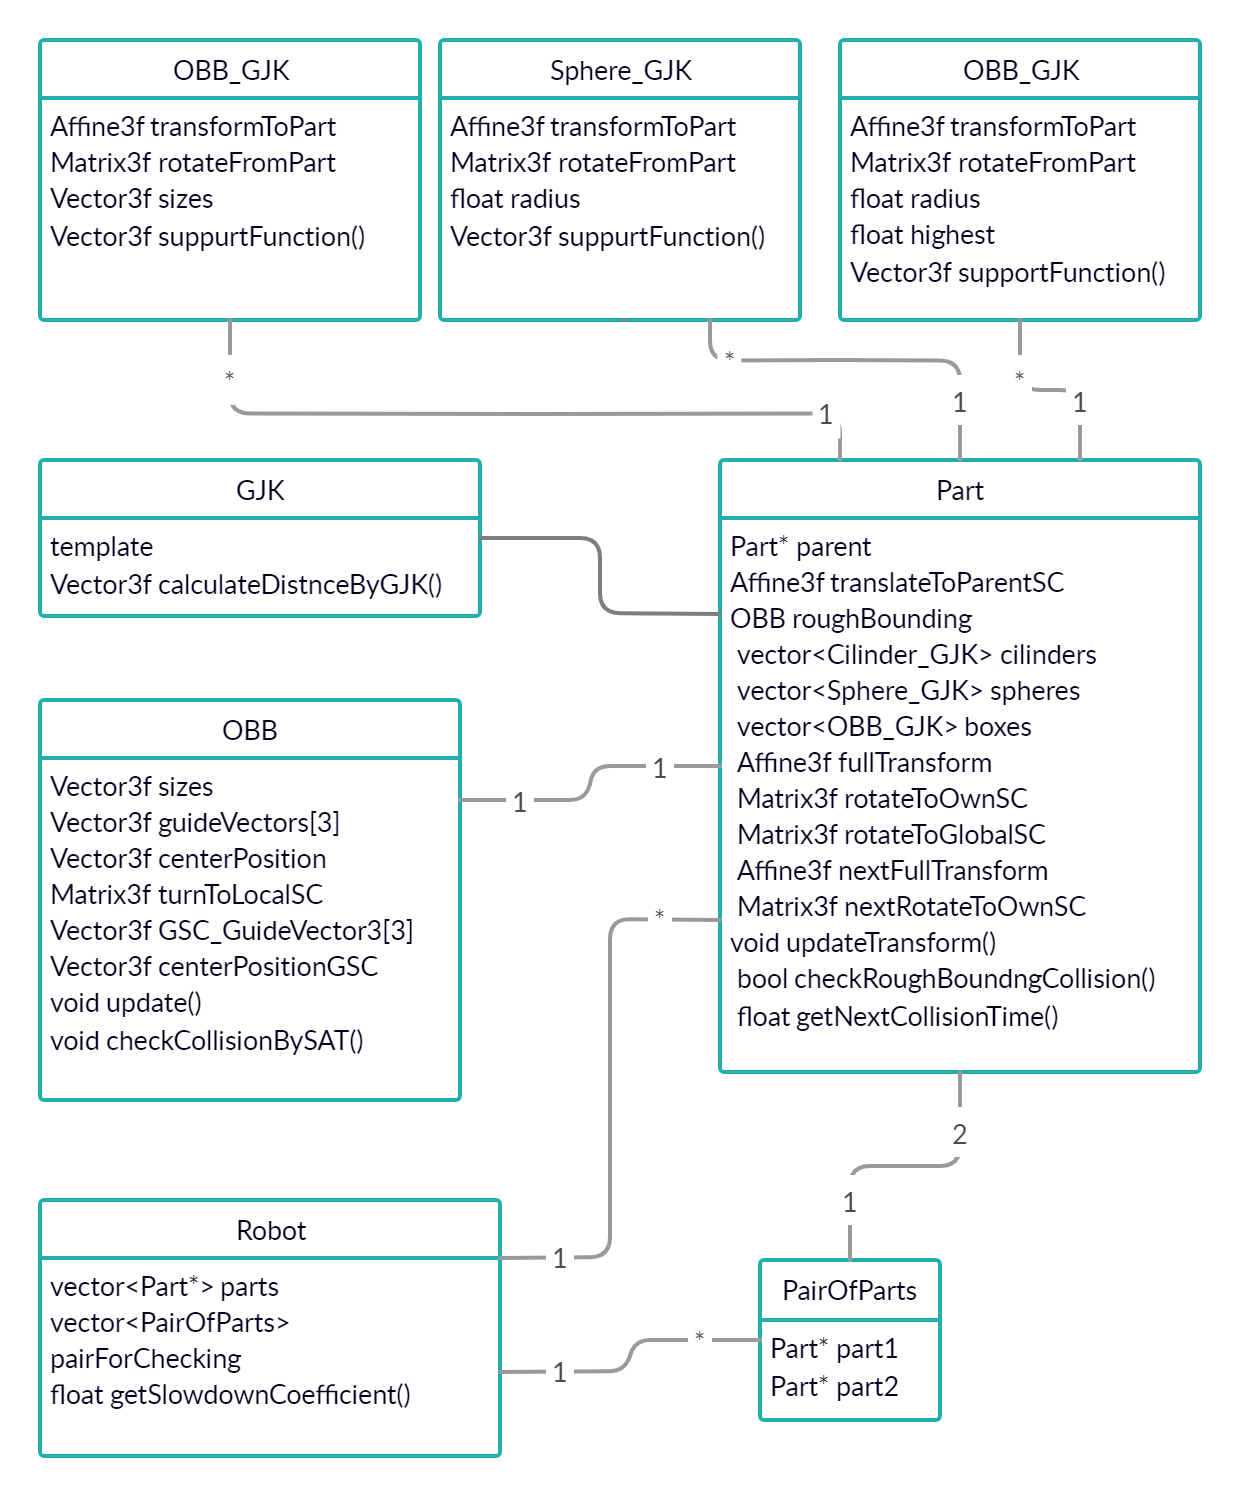 OBB_GJK
Affine3f transformToPart
Matrix3f rotateFromPart
Vector3f sizes
Vector3f suppurtFunction()
Sphere_GJK
Affine3f transformToPart
Matrix3f rotateFromPart
float radius
Vector3f suppurtFunction()
OBB_GJK
Affine3f transformToPart
Matrix3f rotateFromPart
float radius
float highest
Vector3f supportFunction()
*
1
*
1
*
1
GJK
template
Vector3f calculateDistnceByGJK()
Part
Part* parent
Affine3f translateToParentSC
OBB roughBounding
vector<Cilinder_GJK> cilinders
vector<Sphere_GJK> spheres
vector<OBB_GJK> boxes
Affine3f fullTransform
Matrix3f rotateToOwnSC
Matrix3f rotateToGlobalSC
Affine3f nextFullTransform
Matrix3f nextRotateToOwnSC
void updateTransform()
bool checkRoughBoundngCollision()
float getNextCollisionTime()
OBB
Vector3f sizes
Vector3f guideVectors[3]
Vector3f centerPosition
Matrix3f turnToLocalSC
Vector3f GSC_GuideVector3[3]
Vector3f centerPositionGSC
void update()
void checkCollisionBySAT()
1
1
*
1
2
1
Robot
vector<Part*> parts
vector<PairOfParts>
pairForChecking
float getSlowdownCoefficient()
1
*
PairOfParts
Part* part1
Part* part2